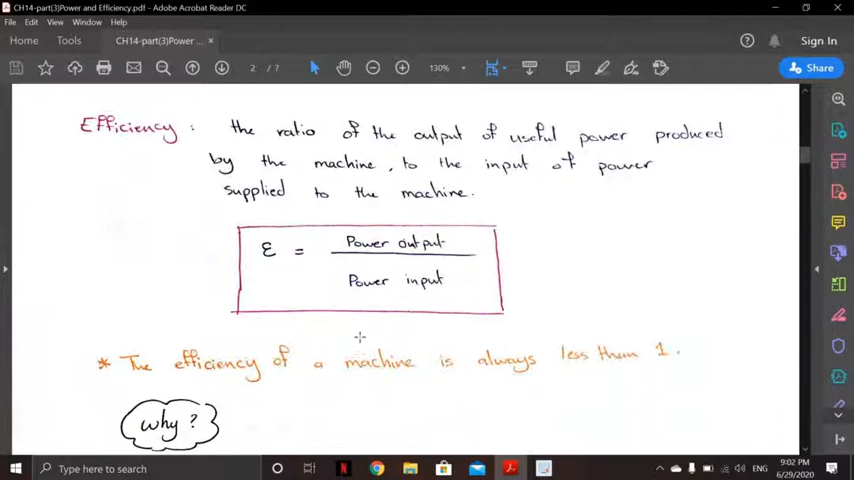 CH14-part(3)Power and Efficiency.pdf - Adobe Acrobat Reader DC
File Edit View Window Help
Home Tools CH14-part(3)Power ... × Sign In
2 / 7 130% Share
Efficiency : the ratio of the output of useful power produced
by the machine, to the input of power
supplied to the machine.
ε = Power output
Power input
* The efficiency of a machine is always less than 1.
why?
Type here to search
ENG
9:02 PM
6/29/2020